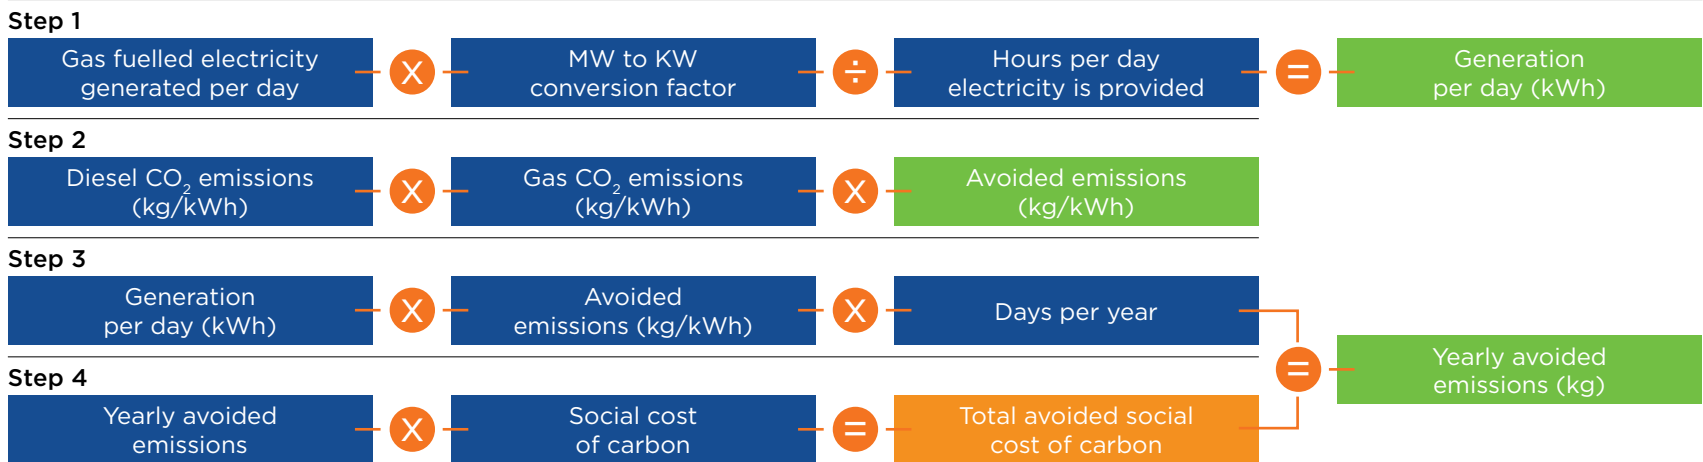 Step 1
Gas fuelled electricity
generated per day
X
MW to KW
conversion factor
÷
Hours per day
electricity is provided
=
Generation
per day (kWh)
Step 2
Diesel CO₂ emissions
(kg/kWh)
X
Gas CO₂ emissions
(kg/kWh)
X
Avoided emissions
(kg/kWh)
Step 3
Generation
per day (kWh)
X
Avoided
emissions (kg/kWh)
X
Days per year
=
Yearly avoided
emissions (kg)
Step 4
Yearly avoided
emissions
X
Social cost
of carbon
=
Total avoided social
cost of carbon